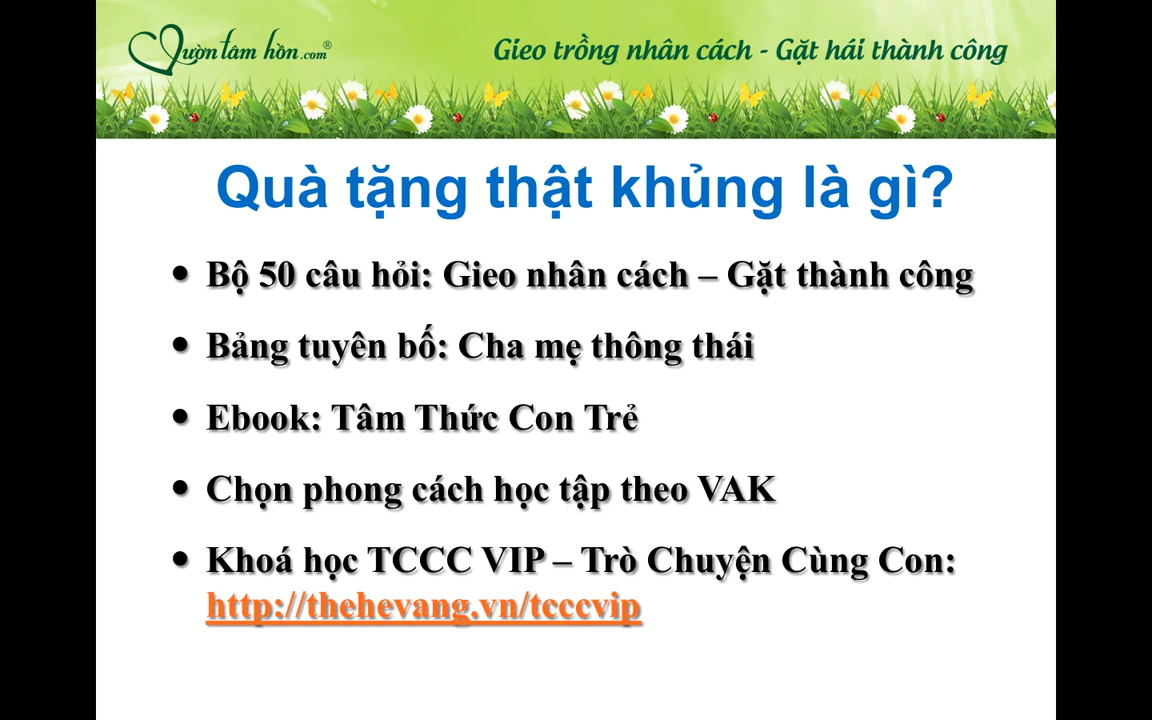 Vườn tâm hồn.com®
Gieo trồng nhân cách - Gặt hái thành công
Quà tặng thật khủng là gì?
• Bộ 50 câu hỏi: Gieo nhân cách – Gặt thành công
• Bảng tuyên bố: Cha mẹ thông thái
• Ebook: Tâm Thức Con Trẻ
• Chọn phong cách học tập theo VAK
• Khoá học TCCC VIP – Trò Chuyện Cùng Con:
http://thehevang.vn/tcccvip